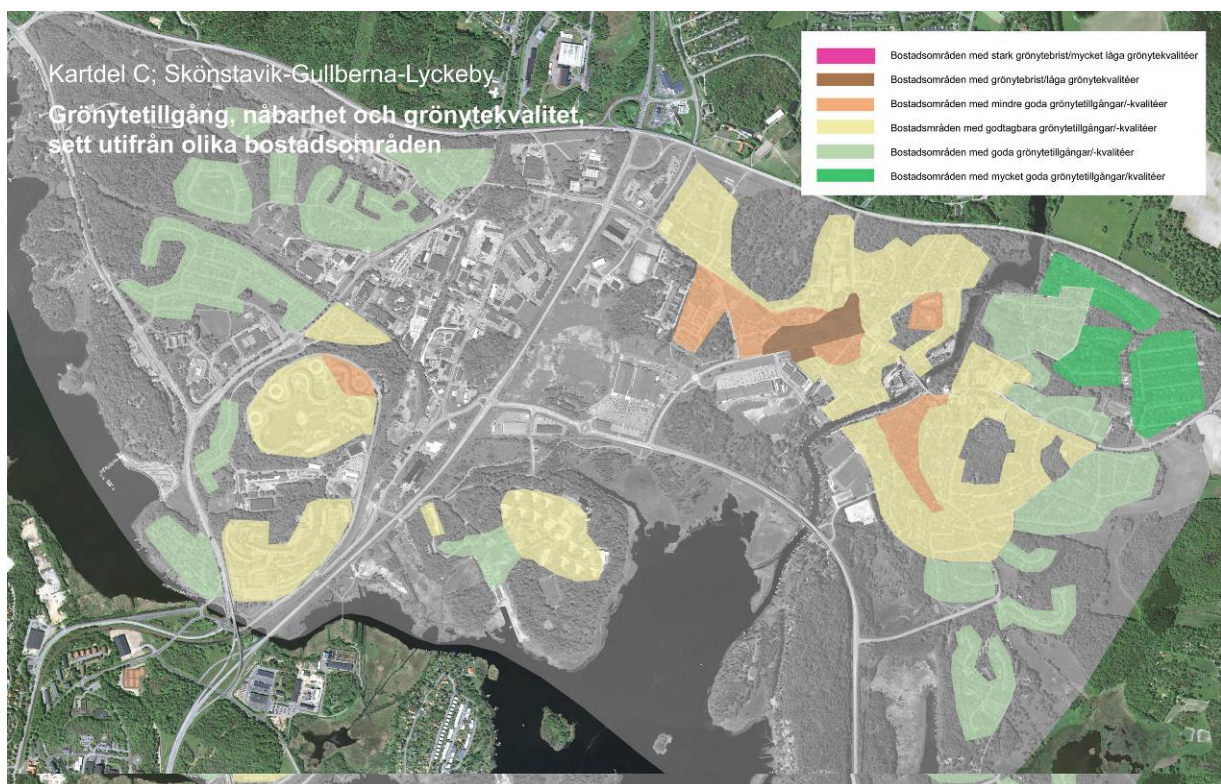 Kartdel C; Skönstavik-Gullberna-Lyckeby
Grönytetillgång, nåbarhet och grönytekvalitet,
sett utifrån olika bostadsområden
Bostadsområden med stark grönytebrist/mycket låga grönytekvalitéer
Bostadsområden med grönytebrist/låga grönytekvalitéer
Bostadsområden med mindre goda grönytetillgångar/-kvalitéer
Bostadsmråden med godtagbara grönytetillgångar/-kvalitéer
Bostadsområden med goda grönytetillgångar/-kvalitéer
Bostadsområden med mycket goda grönytetillgångar/kvalitéer